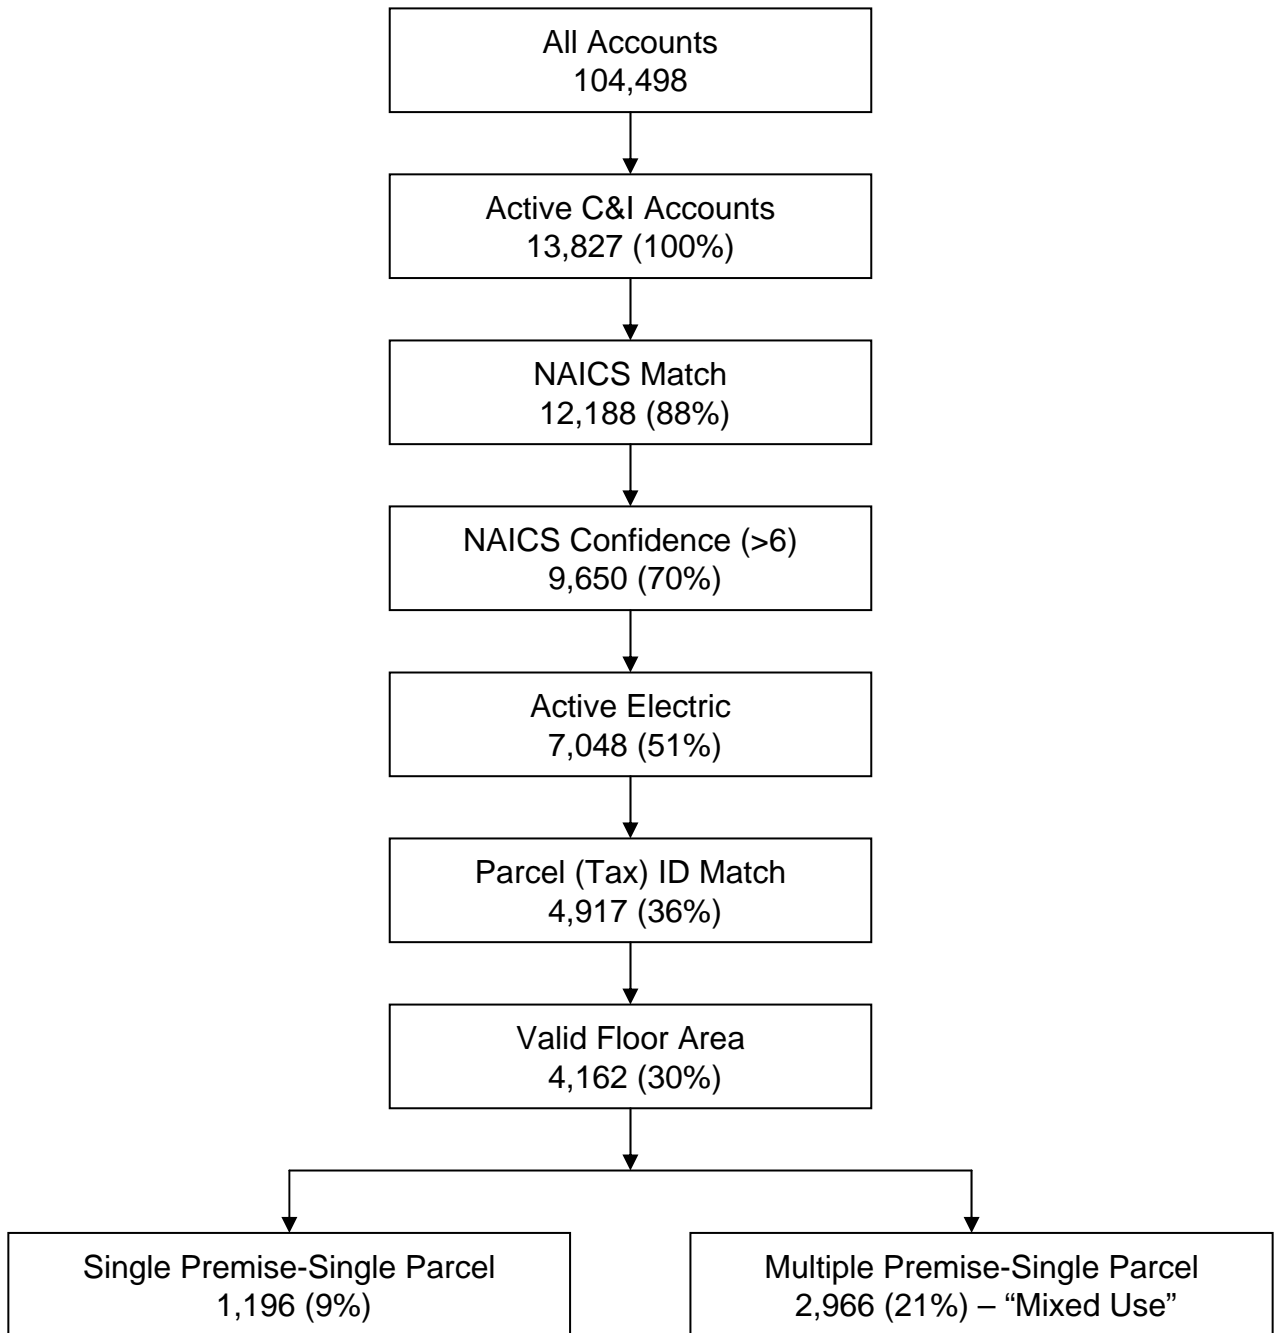 All Accounts
104,498
Active C&I Accounts
13,827 (100%)
NAICS Match
12,188 (88%)
NAICS Confidence (>6)
9,650 (70%)
Active Electric
7,048 (51%)
Parcel (Tax) ID Match
4,917 (36%)
Valid Floor Area
4,162 (30%)
Single Premise-Single Parcel
1,196 (9%)
Multiple Premise-Single Parcel
2,966 (21%) – “Mixed Use”